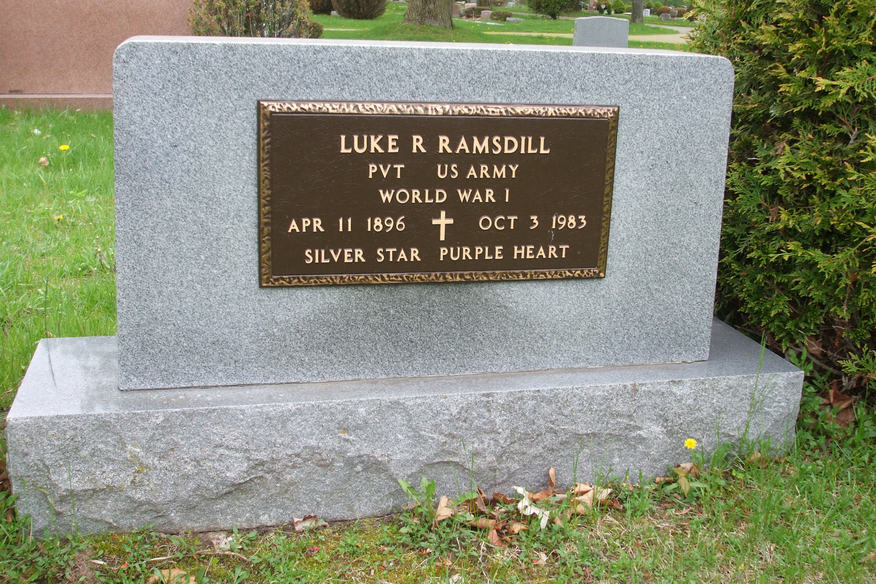 LUKE R RAMSDILL
PVT US ARMY
WORLD WAR I
APR 11 1896 OCT 3 1983
SILVER STAR PURPLE HEART